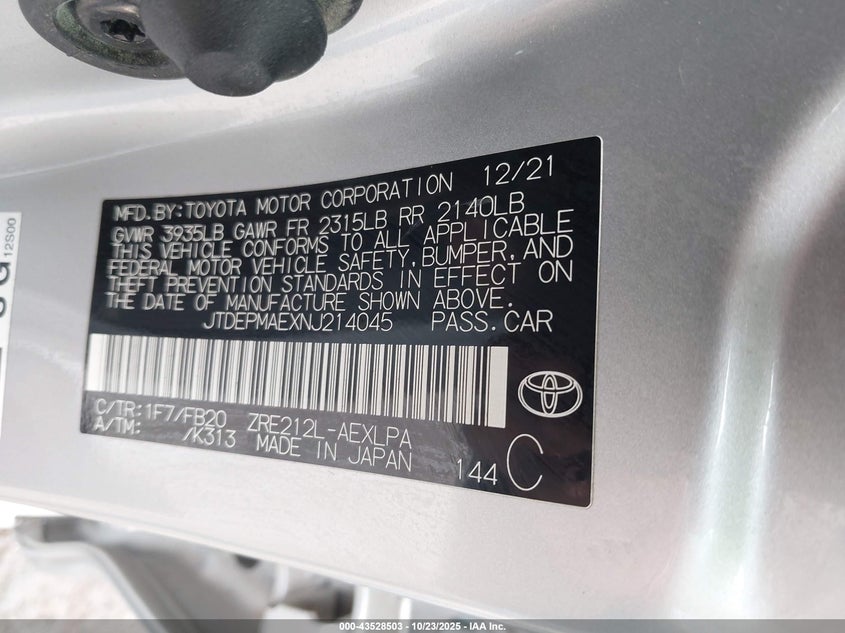 MFD.BY:TOYOTA MOTOR CORPORATION 12/21
GVWR 3935LB GAWR FR 2315LB RR 2140LB
THIS VEHICLE CONFORMS TO ALL APPLICABLE
FEDERAL MOTOR VEHICLE SAFETY,BUMPER,AND
THEFT PREVENTION STANDARDS IN EFFECT ON
THE DATE OF MANUFACTURE SHOWN ABOVE.
JTDEPMAEXNJ214045 PASS.CAR
C/TR:1F7/FB20 ZRE212L-AEXLPA
A/TM: /K313 MADE IN JAPAN
144 C
12S00
000-43528503 - 10/23/2025 - IAA Inc.